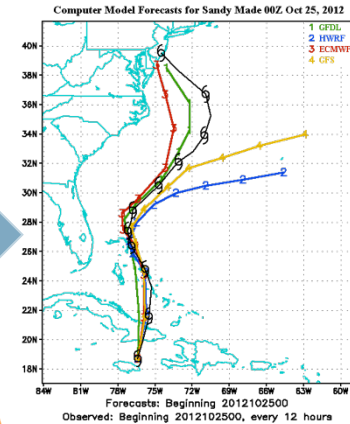 Computer Model Forecasts for Sandy Made 00Z Oct 25, 2012
1 GFDL
2 HWRF
3 ECMWF
4 GFS
40N
38N
36N
34N
32N
30N
28N
26N
24N
22N
20N
18N
84W 81W 78W 75W 72W 69W 66W 63W 60W
Forecasts: Beginning 2012102500
Observed: Beginning 2012102500, every 12 hours